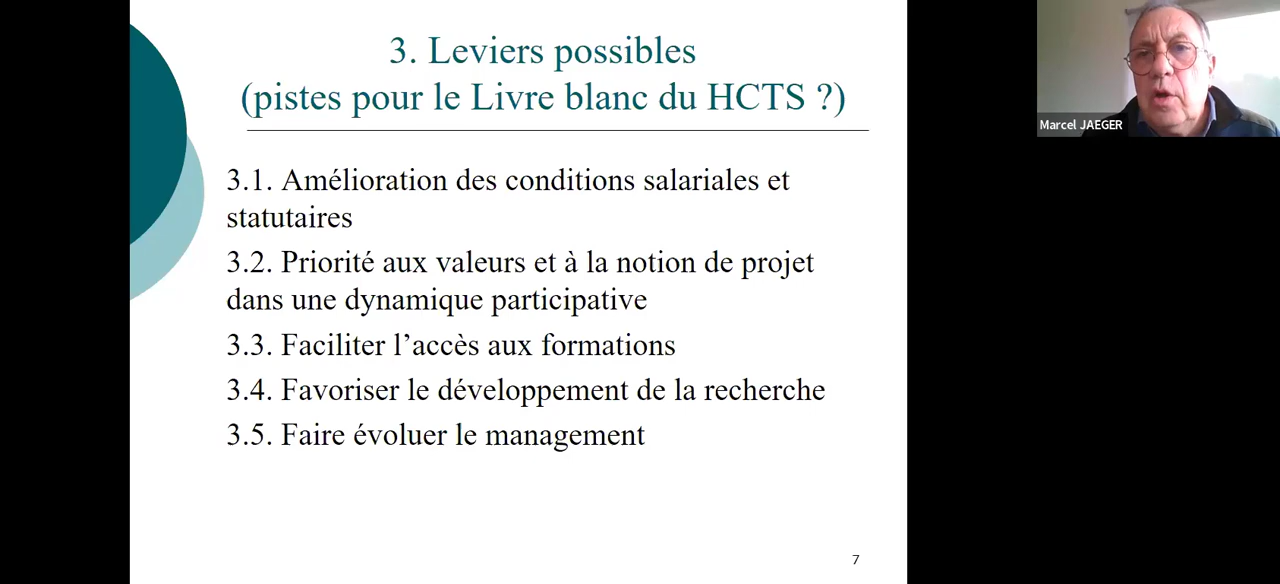 3. Leviers possibles
(pistes pour le Livre blanc du HCTS ?)
3.1. Amélioration des conditions salariales et
statutaires
3.2. Priorité aux valeurs et à la notion de projet
dans une dynamique participative
3.3. Faciliter l’accès aux formations
3.4. Favoriser le développement de la recherche
3.5. Faire évoluer le management
7
Marcel JAEGER